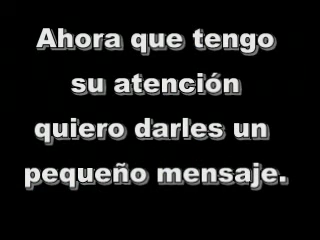 Ahora que tengo
su atención
quiero darles un
pequeño mensaje.